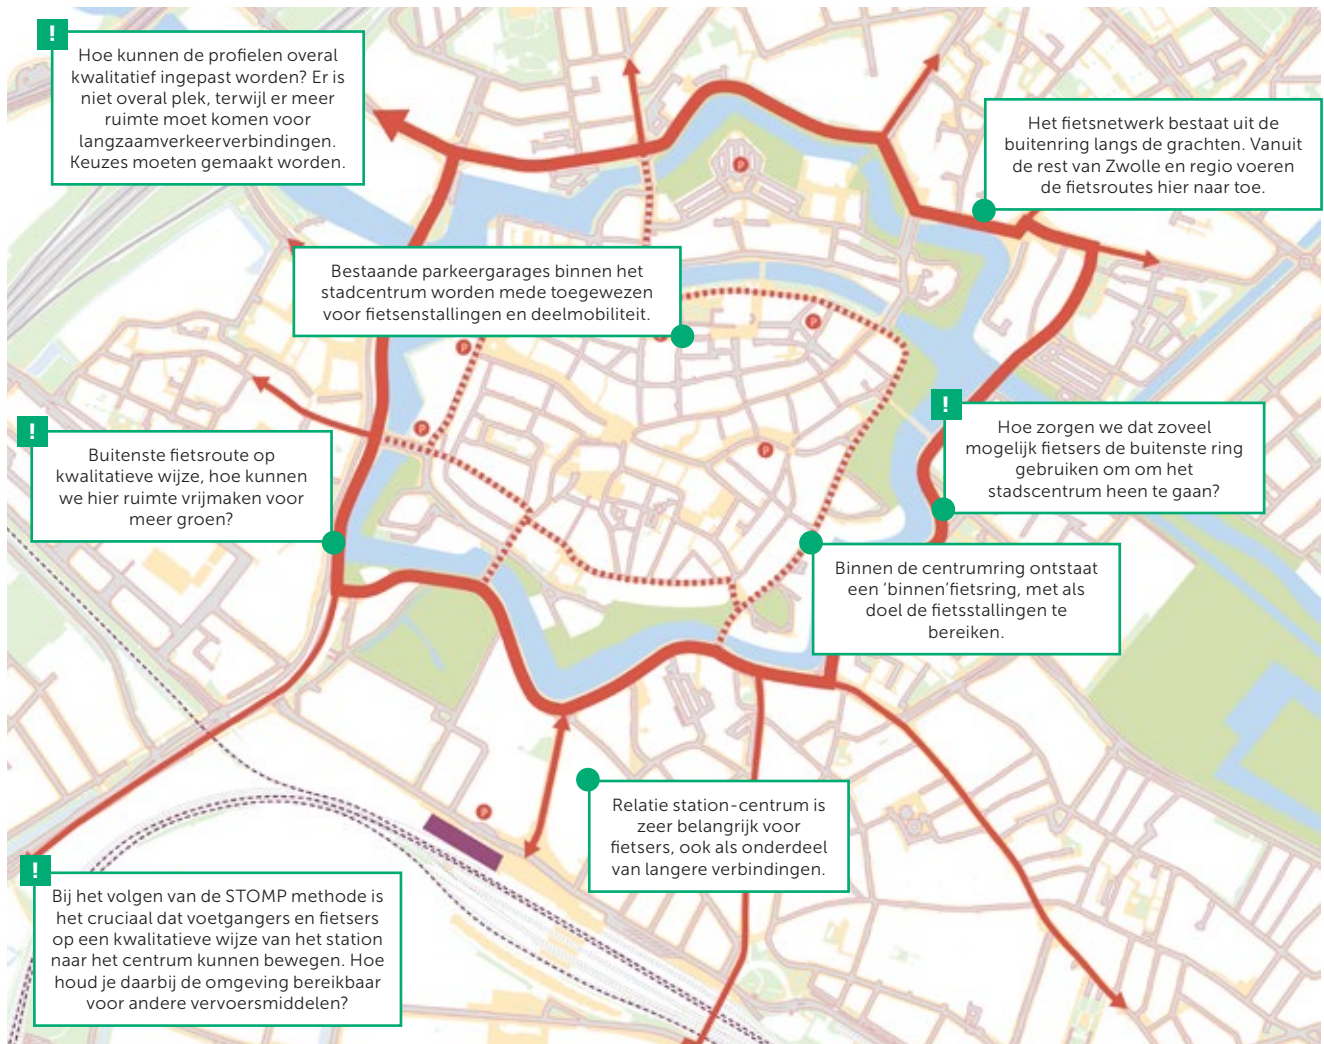 !
Hoe kunnen de profielen overal
kwalitatief ingepast worden? Er is
niet overal plek, terwijl er meer
ruimte moet komen voor
langzaamverkeerverbindingen.
Keuzes moeten gemaakt worden.
Het fietsnetwerk bestaat uit de
buitenring langs de grachten. Vanuit
de rest van Zwolle en regio voeren
de fietsroutes hier naar toe.
P
Bestaande parkeergarages binnen het
stadcentrum worden mede toegewezen
voor fietsenstallingen en deelmobiliteit.
P
P
!
Hoe zorgen we dat zoveel
mogelijk fietsers de buitenste ring
gebruiken om om het
stadscentrum heen te gaan?
!
Buitenste fietsroute op
kwalitatieve wijze, hoe kunnen
we hier ruimte vrijmaken voor
meer groen?
P
P
Binnen de centrumring ontstaat
een ‘binnen’fietsring, met als
doel de fietsstallingen te
bereiken.
Relatie station-centrum is
zeer belangrijk voor
fietsers, ook als onderdeel
van langere verbindingen.
P
!
Bij het volgen van de STOMP methode is
het cruciaal dat voetgangers en fietsers
op een kwalitatieve wijze van het station
naar het centrum kunnen bewegen. Hoe
houd je daarbij de omgeving bereikbaar
voor andere vervoersmiddelen?